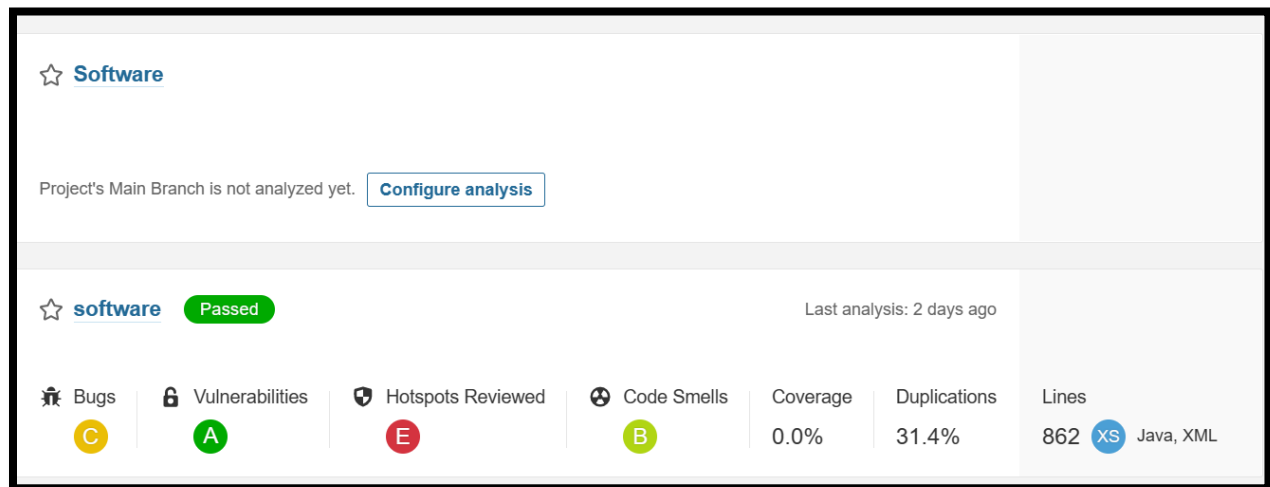 Software
Project's Main Branch is not analyzed yet. Configure analysis
software Passed Last analysis: 2 days ago
Bugs Vulnerabilities Hotspots Reviewed Code Smells Coverage Duplications Lines
C A E B 0.0% 31.4% 862 XS Java, XML